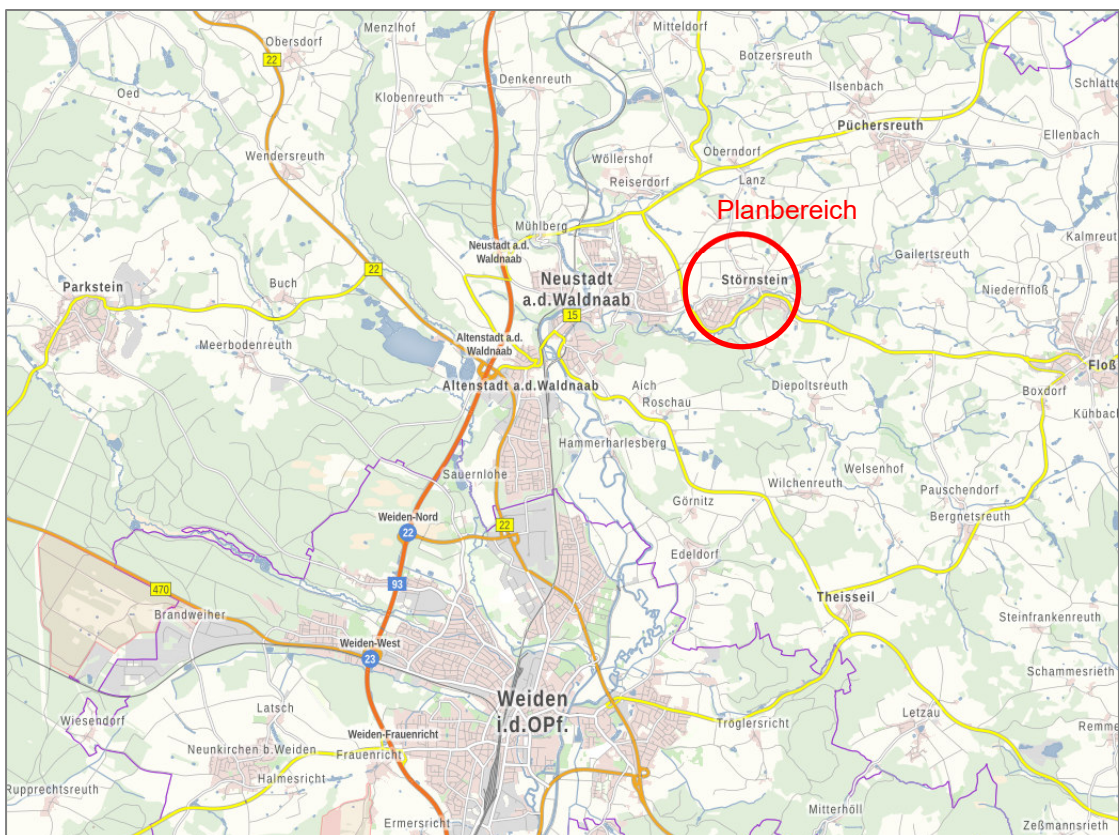 Menzlhof
Mitteldorf
Botzersreuth
Obersdorf
22
Schlatte
Denkenreuth
Ilsenbach
Oed
Klobenreuth
Püchersreuth
Ellenbach
Wendersreuth
Wöllershof
Oberndorf
Reiserdorf
Lanz
Planbereich
Mühlberg
Neustadt a.d.
Waldnaab
Kalmreut
22
Gailertsreuth
Neustadt
a.d.Waldnaab
Störnstein
Parkstein
Buch
Niedernfloß
15
Altenstadt a.d.
Waldnaab
Meerbodenreuth
Floß
Altenstadt a.d.Waldnaab
Aich
Diepoltsreuth
Boxdorf
Roschau
Kühbach
Hammerharlesberg
Sauernlohe
Welsenhof
Wilchenreuth
Pauschendorf
Görnitz
Weiden-Nord
Bergnetsreuth
22
22
Edeldorf
93
470
Theisseil
Brandweiher
Steinfrankenreuth
Weiden-West
23
Schammesrieth
Weiden
i.d.OPf.
Latsch
Letzau
Wiesendorf
Tröglersricht
Remme
Weiden-Frauenricht
Neunkirchen b.Weiden
Frauenricht
Halmesricht
Rupprechtsreuth
Mitterhöll
Ermersricht
Zeßmannsrieth